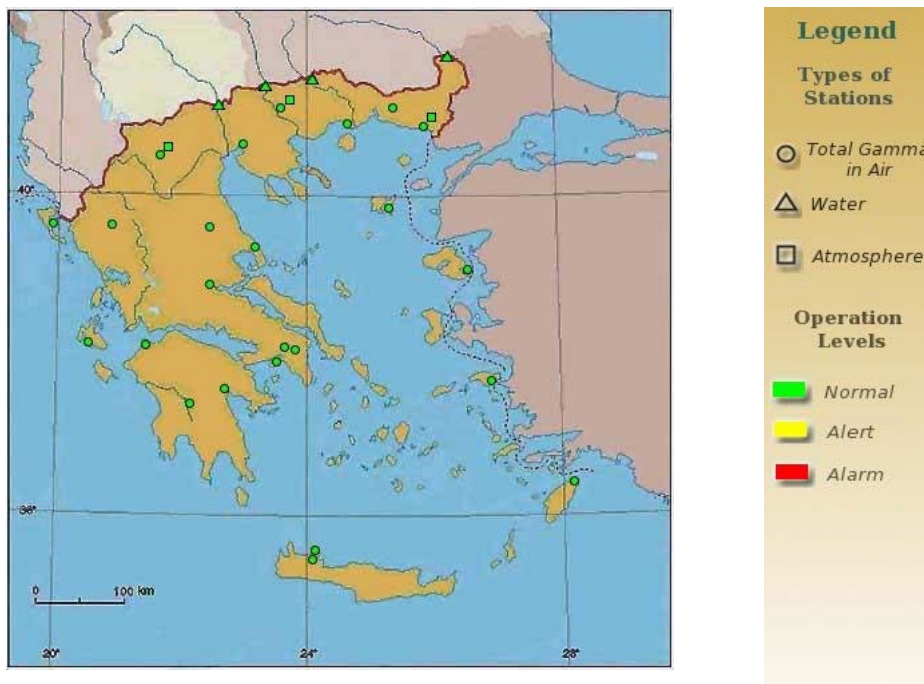 40°
36°
0 100 km
20° 24° 28°
Legend
Types of
Stations
Total Gamma
in Air
Water
Atmosphere
Operation
Levels
Normal
Alert
Alarm